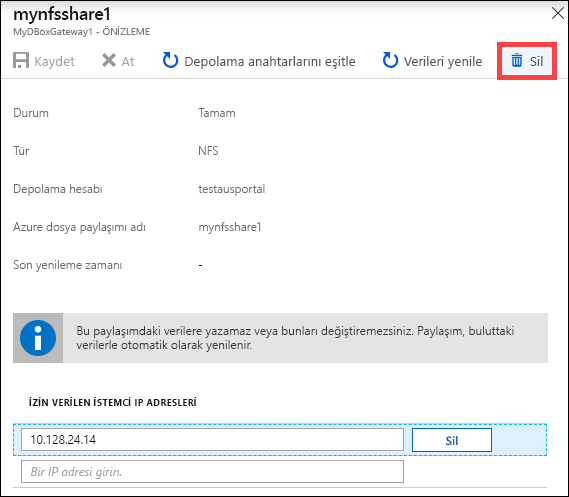 mynfsshare1
MyDBoxGateway1 - ÖNİZLEME
Kaydet At Depolama anahtarlarını eşitle Verileri yenile Sil
Durum Tamam
Tür NFS
Depolama hesabı testausportal
Azure dosya paylaşımı adı mynfsshare1
Son yenileme zamanı -
Bu paylaşımdaki verilere yazamaz veya bunları değiştiremezsiniz. Paylaşım, buluttaki
verilerle otomatik olarak yenilenir.
İZİN VERİLEN İSTEMCİ IP ADRESLERİ
10.128.24.14 Sil
Bir IP adresi girin.